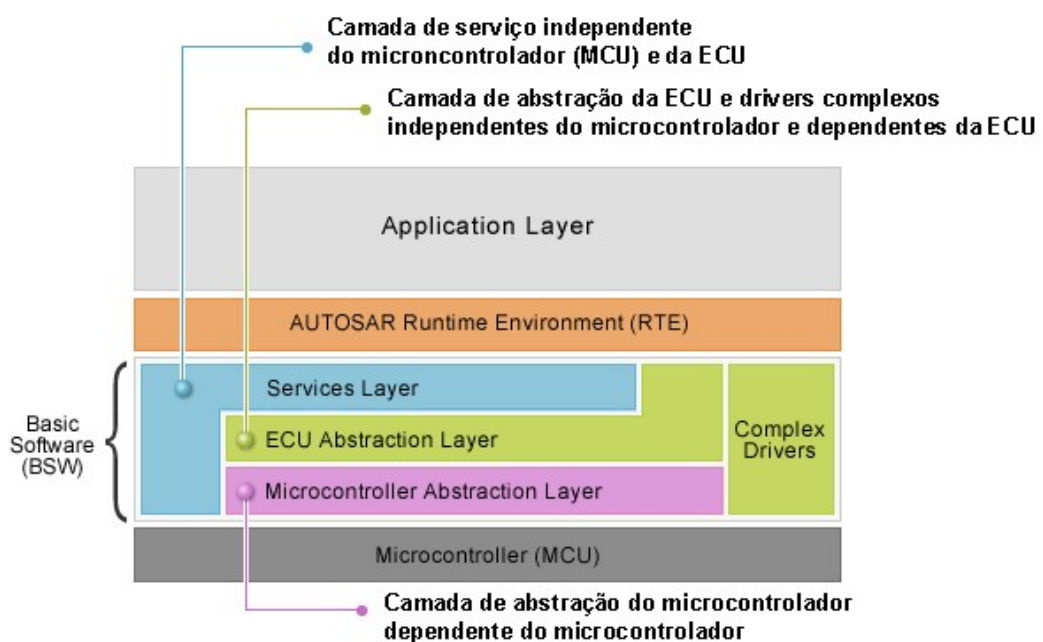 Camada de serviço independente
do microncontrolador (MCU) e da ECU
Camada de abstração da ECU e drivers complexos
independentes do microcontrolador e dependentes da ECU
Application Layer
AUTOSAR Runtime Environment (RTE)
Basic
Software
(BSW)
Services Layer
ECU Abstraction Layer
Complex
Drivers
Microcontroller Abstraction Layer
Microcontroller (MCU)
Camada de abstração do microcontrolador
dependente do microcontrolador